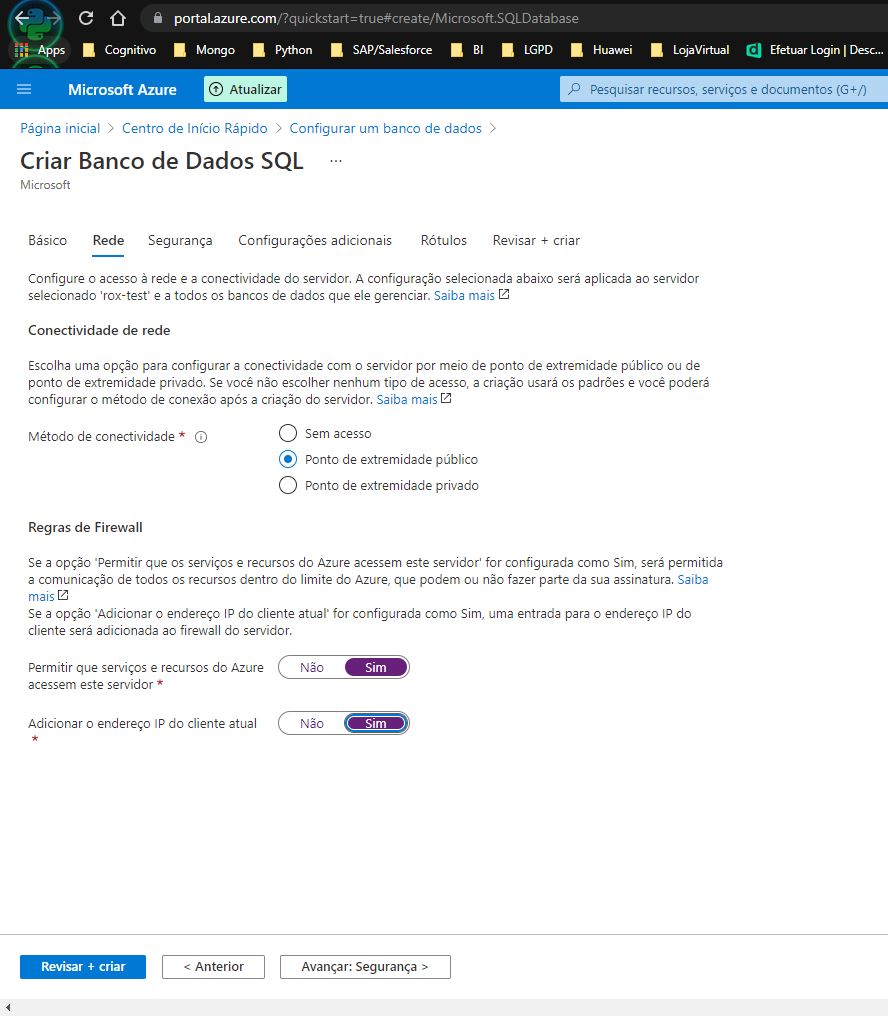 portal.azure.com/?quickstart=true#create/Microsoft.SQLDatabase
Apps Cognitivo Mongo Python SAP/Salesforce BI LGPD Huawei LojaVirtual Efetuar Login | Desc...
Microsoft Azure Atualizar Pesquisar recursos, serviços e documentos (G+/)
Página inicial > Centro de Início Rápido > Configurar um banco de dados >
Criar Banco de Dados SQL ...
Microsoft
Básico Rede Segurança Configurações adicionais Rótulos Revisar + criar
Configure o acesso à rede e a conectividade do servidor. A configuração selecionada abaixo será aplicada ao servidor
selecionado 'rox-test' e a todos os bancos de dados que ele gerenciar. Saiba mais
Conectividade de rede
Escolha uma opção para configurar a conectividade com o servidor por meio de ponto de extremidade público ou de
ponto de extremidade privado. Se você não escolher nenhum tipo de acesso, a criação usará os padrões e você poderá
configurar o método de conexão após a criação do servidor. Saiba mais
Método de conectividade *
Sem acesso
Ponto de extremidade público
Ponto de extremidade privado
Regras de Firewall
Se a opção 'Permitir que os serviços e recursos do Azure acessem este servidor' for configurada como Sim, será permitida
a comunicação de todos os recursos dentro do limite do Azure, que podem ou não fazer parte da sua assinatura. Saiba
mais
Se a opção 'Adicionar o endereço IP do cliente atual' for configurada como Sim, uma entrada para o endereço IP do
cliente será adicionada ao firewall do servidor.
Permitir que serviços e recursos do Azure Não Sim
acessem este servidor *
Adicionar o endereço IP do cliente atual Não Sim
*
Revisar + criar < Anterior Avançar: Segurança >